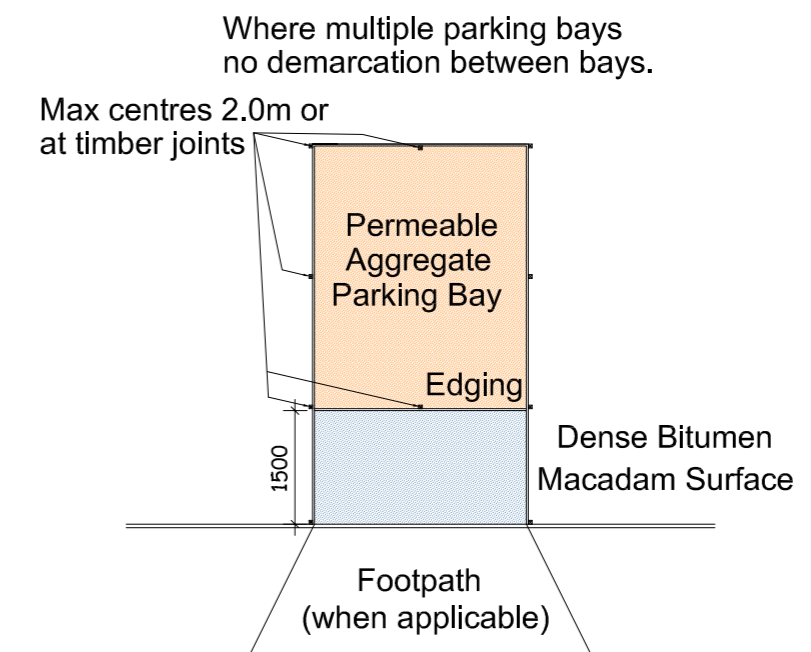 Where multiple parking bays
no demarcation between bays.
Max centres 2.0m or
at timber joints
Permeable
Aggregate
Parking Bay
Edging
1500
Dense Bitumen
Macadam Surface
Footpath
(when applicable)